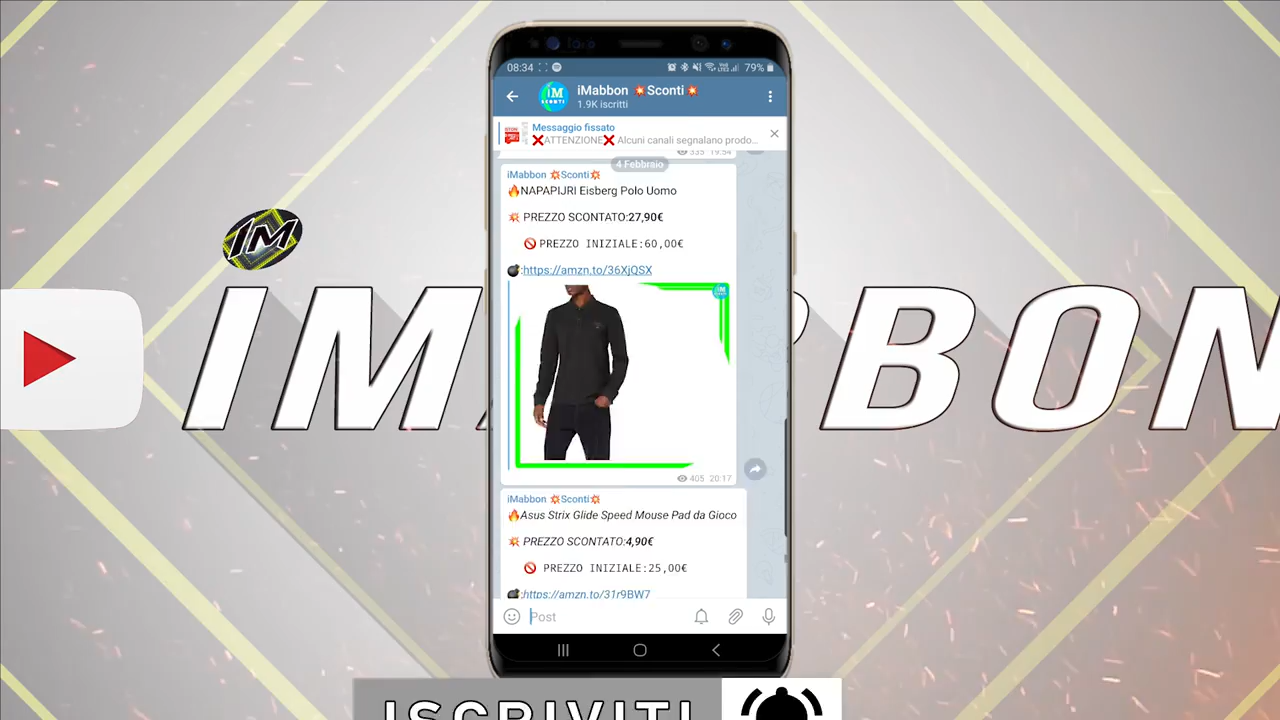 08:34
79%
iMabbon 💥Sconti💥
1.9K iscritti
Messaggio fissato
❌ATTENZIONE❌ Alcuni canali segnalano prodo...
335 19:54
4 Febbraio
iMabbon 💥Sconti💥
🔥NAPAPIJRI Eisberg Polo Uomo
💥 PREZZO SCONTATO:27,90€
🚫 PREZZO INIZIALE:60,00€
💣:https://amzn.to/36XjQSX
405 20:17
iMabbon 💥Sconti💥
🔥Asus Strix Glide Speed Mouse Pad da Gioco
💥 PREZZO SCONTATO:4,90€
🚫 PREZZO INIZIALE:25,00€
💣:https://amzn.to/31r9BW7
Post
IM
BON
ISCRIVITI